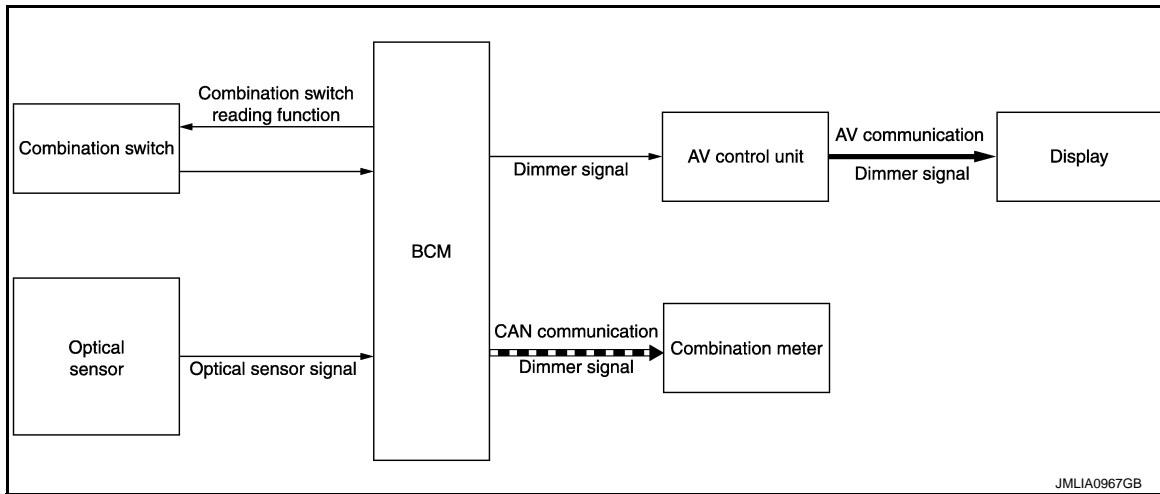 Combination switch
reading function
Combination switch
BCM
Dimmer signal
AV control unit
AV communication
Dimmer signal
Display
Optical
sensor
Optical sensor signal
CAN communication
Dimmer signal
Combination meter
JMLIA0967GB